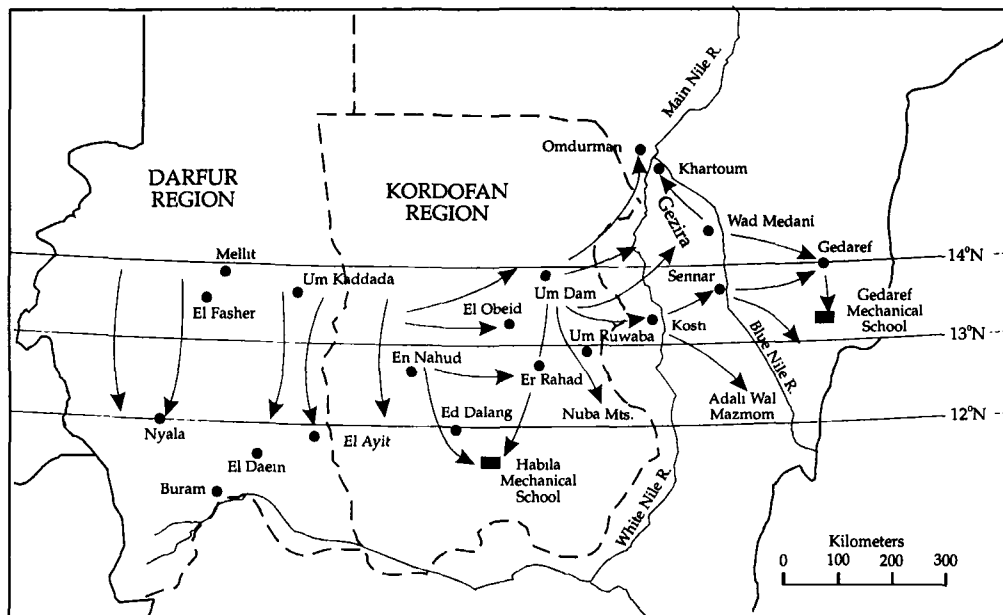 Main Nile R.
Omdurman
Khartoum
DARFUR
REGION
KORDOFAN
REGION
Gezira
Wad Medani
Mellit
Gedaref
14°N
Um Kaddada
Sennar
El Fasher
Um Dam
El Obeid
Gedaref
Mechanical
School
Kosti
Um Ruwaba
13°N
En Nahud
Er Rahad
Blue Nile R.
Adali Wal
Mazmom
Nuba Mts.
Ed Dalang
12°N
Nyala
El Ayit
El Daein
Habila
Mechanical
School
Buram
White Nile R.
Kilometers
0 100 200 300